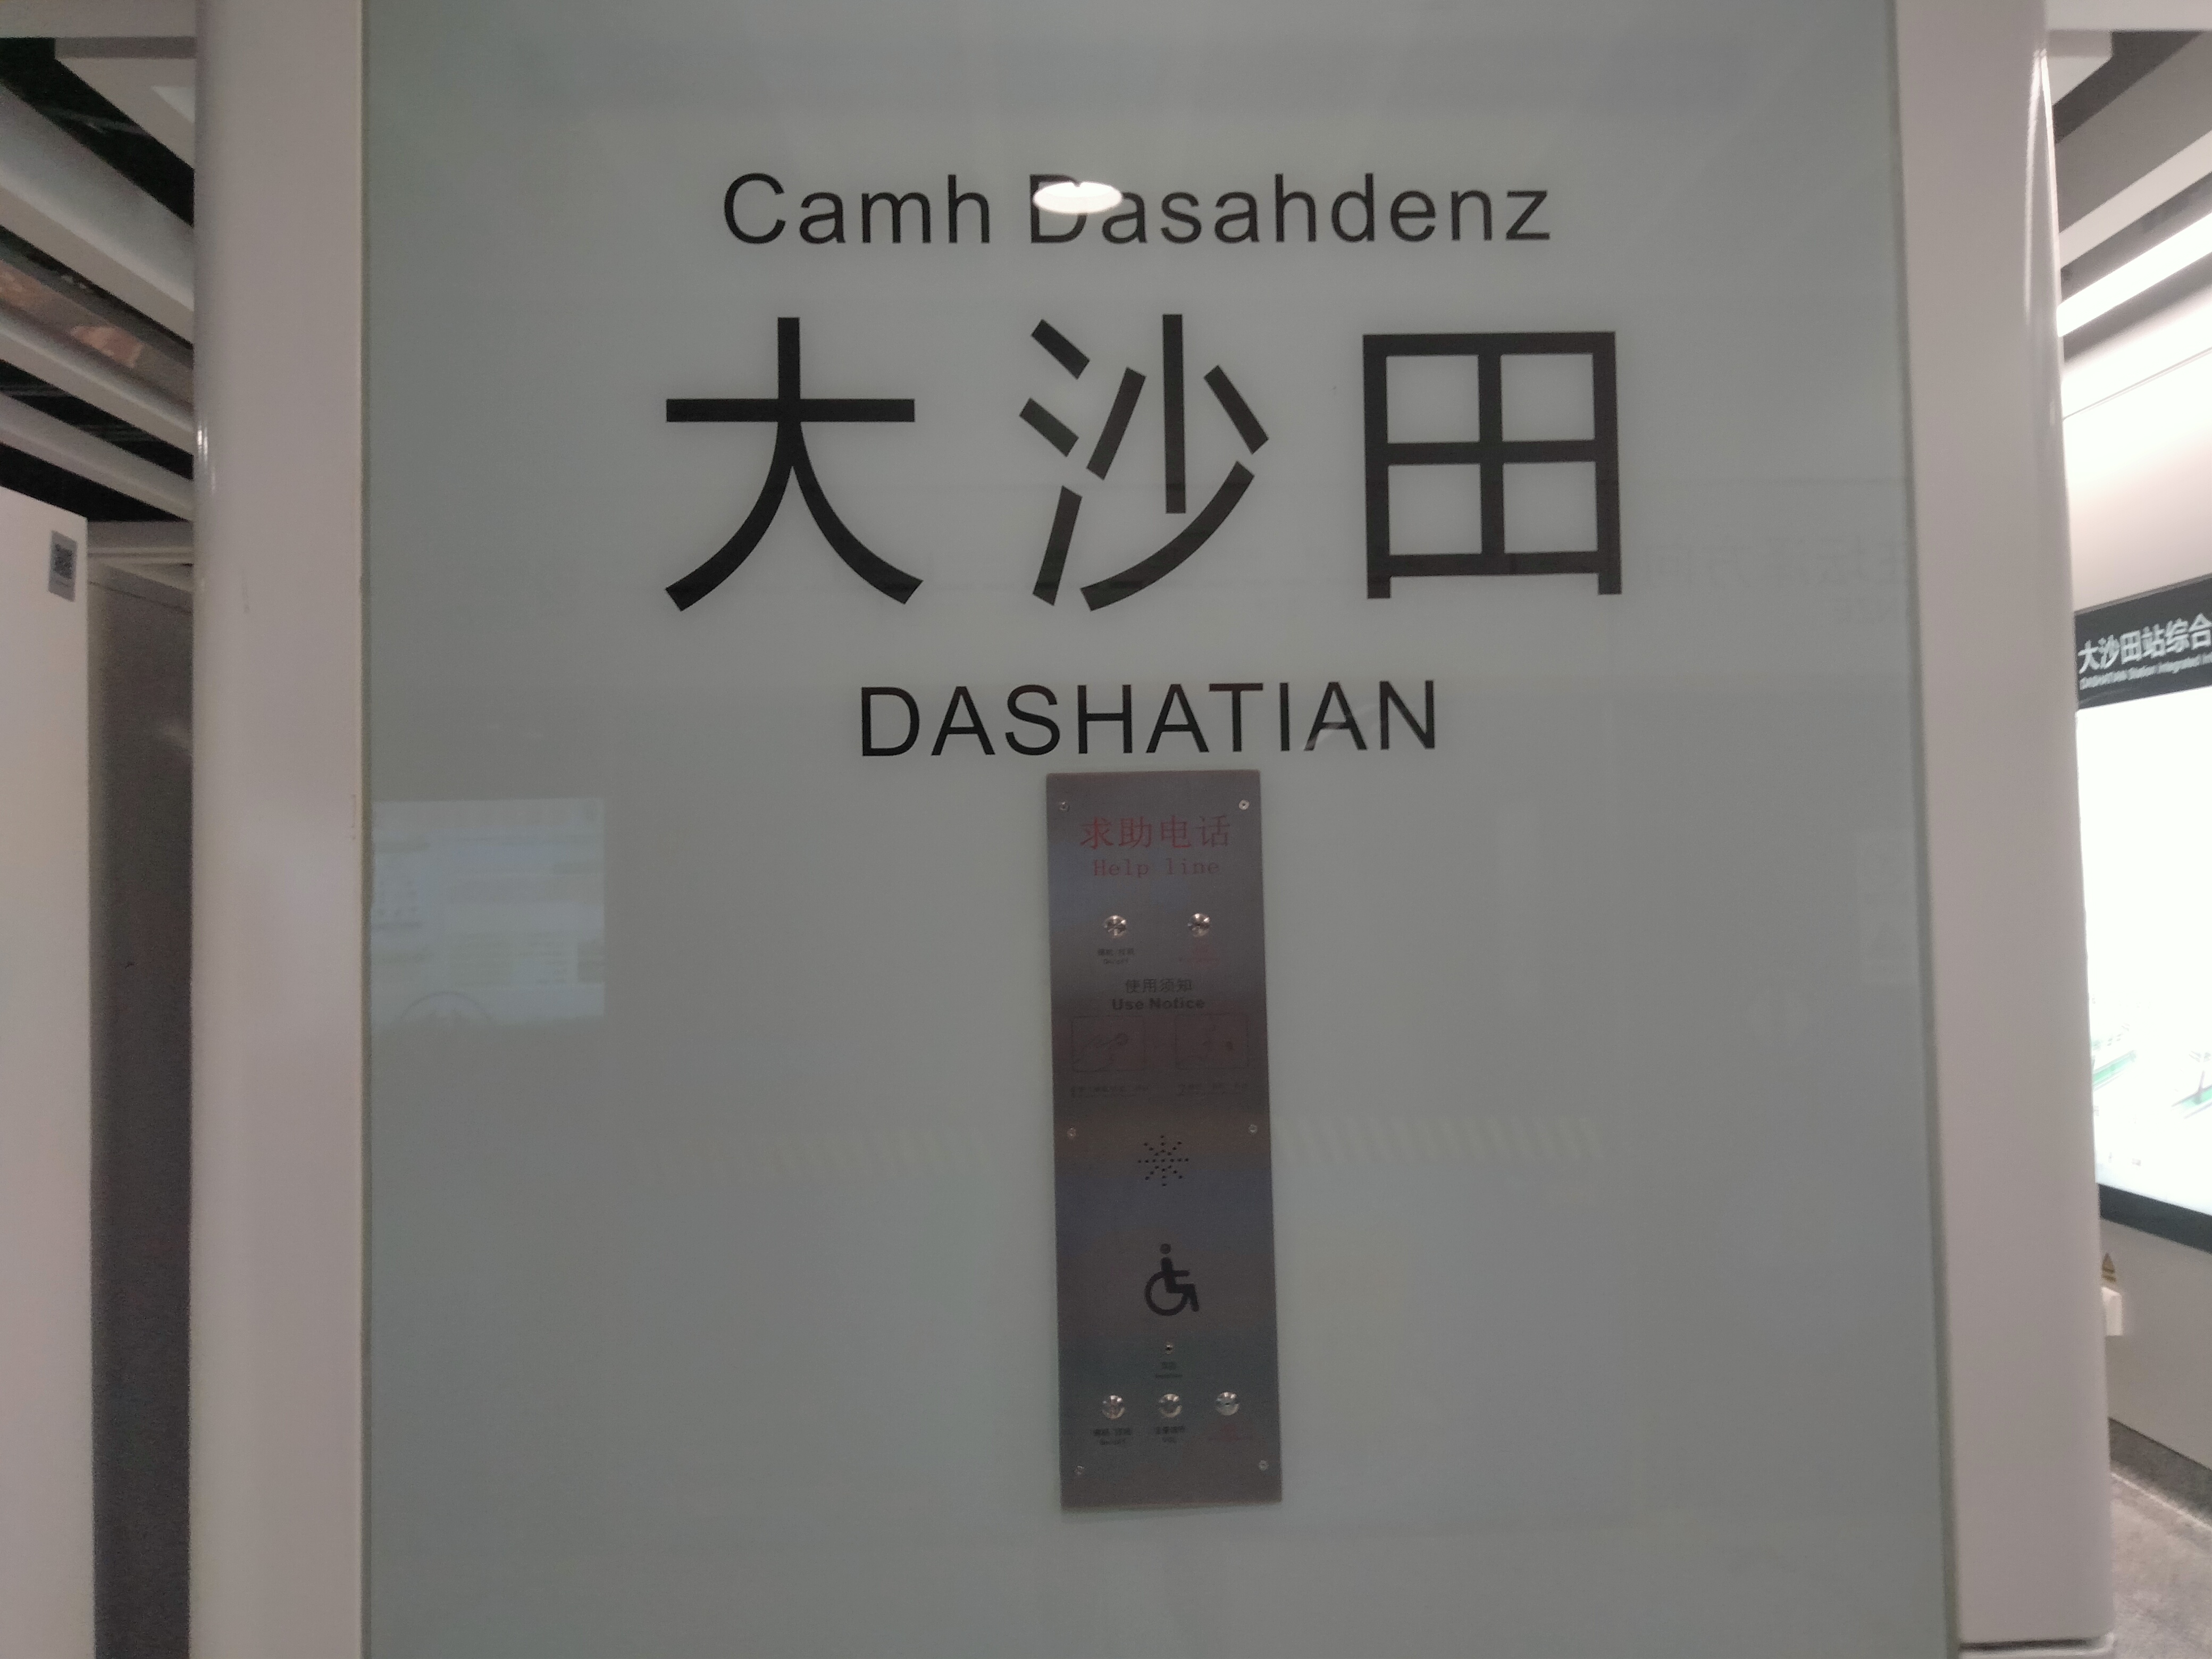 Camh Dasahdenz
大沙田
DASHATIAN
求助电话
Help line
使用须知
Use Notice
大沙田站综合